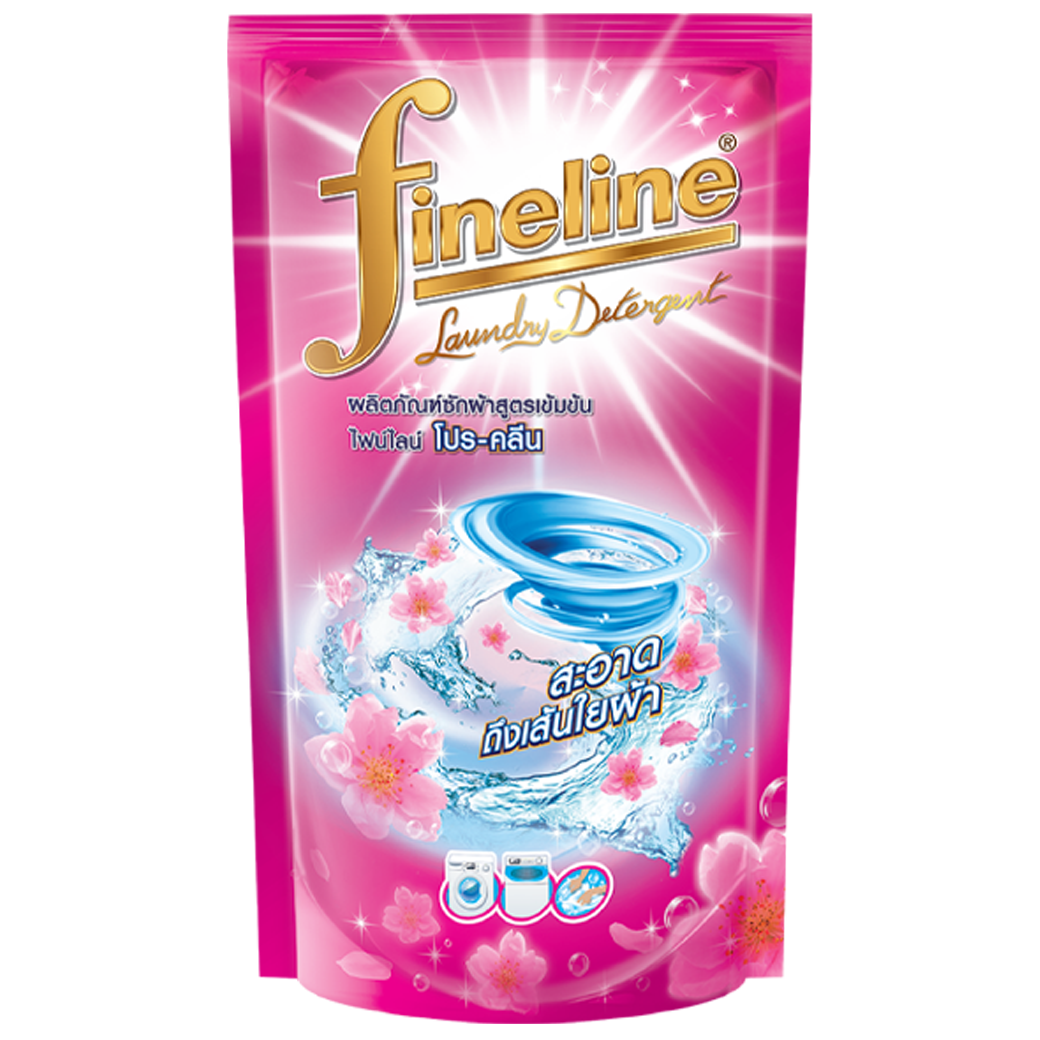 fineline®
Laundry Detergent
ผลิตภัณฑ์ซักผ้าสูตรเข้มข้น
ไฟน์ไลน์ โปร-คลีน
สะอาด
ถึงเส้นใยผ้า